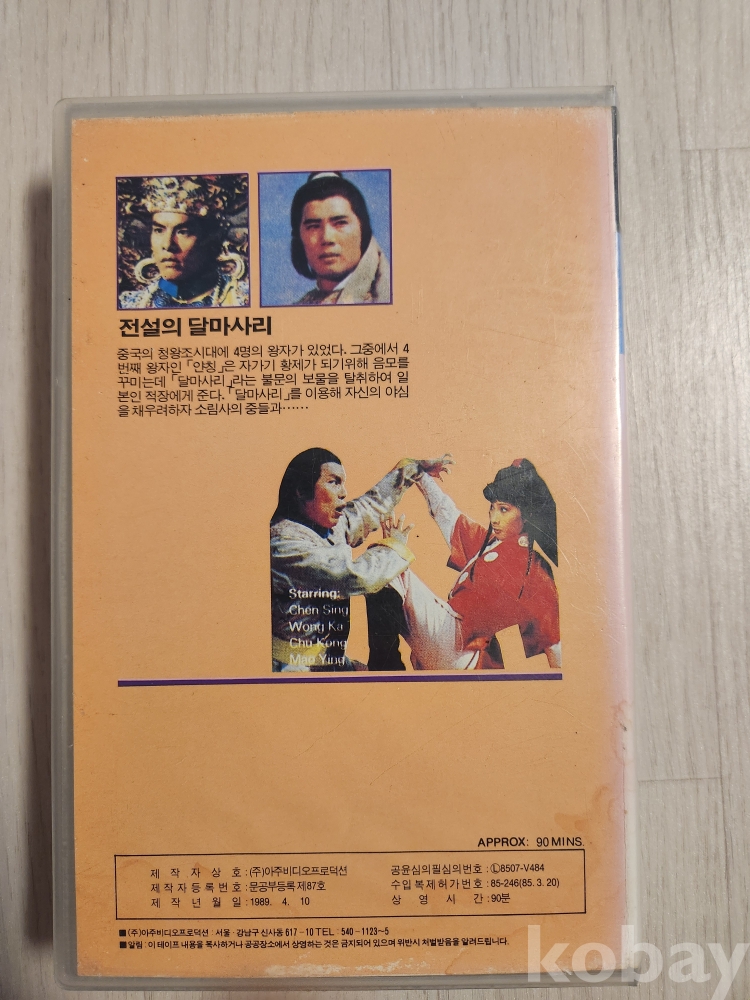 전설의 달마사리
중국의 청왕조시대에 4명의 왕자가 있었다. 그중에서 4
번째 왕자인 「얀칭」은 자가기 황제가 되기위해 음모를
꾸미는데 「달마사리」라는 불문의 보물을 탈취하여 일
본인 적장에게 준다. 「달마사리」를 이용해 자신의 야심
을 채우려하자 소림사의 중들과……
Starring:
Chen Sing
Wong Ka
Chu Kong
Mao Ying
APPROX: 90 MINS.
제 작 자 상 호 : (주)아주비디오프로덕션 공윤심의필심의번호 : Ⓛ8507-V484
제작자등록번호 : 문공부등록 제87호 수입복제허가번호 : 85-246(85. 3. 20)
제 작 년 월 일 : 1989. 4. 10 상 영 시 간 : 90분
■ (주)아주비디오프로덕션 : 서울 · 강남구 신사동 617-10 TEL : 540-1123~5
■ 알림 : 이 테이프 내용을 복사하거나 공공장소에서 상영하는 것은 금지되어 있으며 위반시 처벌받음을 알려드립니다.
kobay